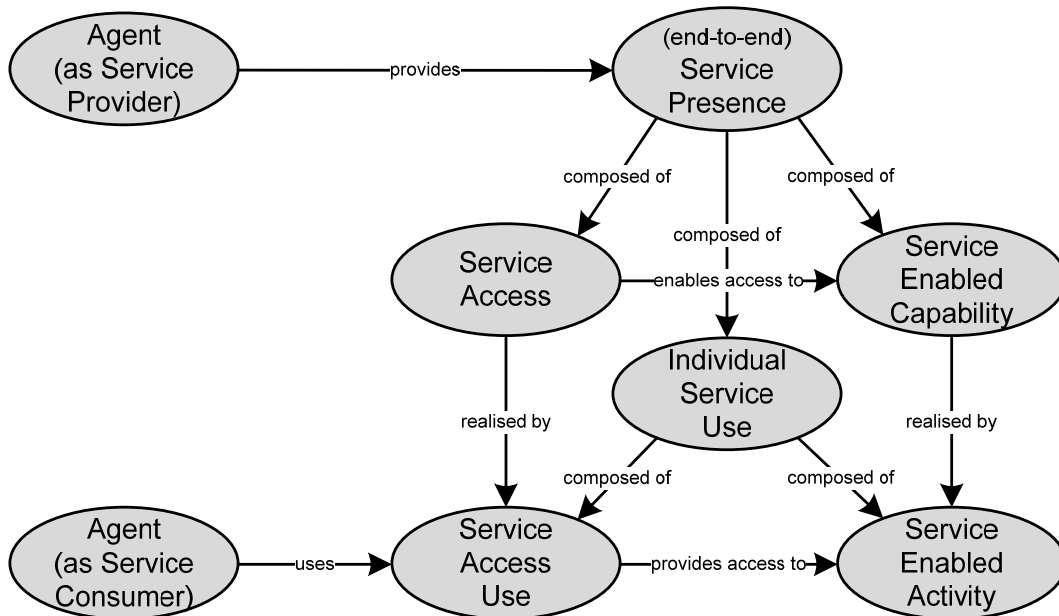 Agent
(as Service
Provider)
provides
(end-to-end)
Service
Presence
composed of
composed of
composed of
Service
Access
enables access to
Service
Enabled
Capability
Individual
Service
Use
realised by
realised by
composed of
composed of
Agent
(as Service
Consumer)
uses
Service
Access
Use
provides access to
Service
Enabled
Activity